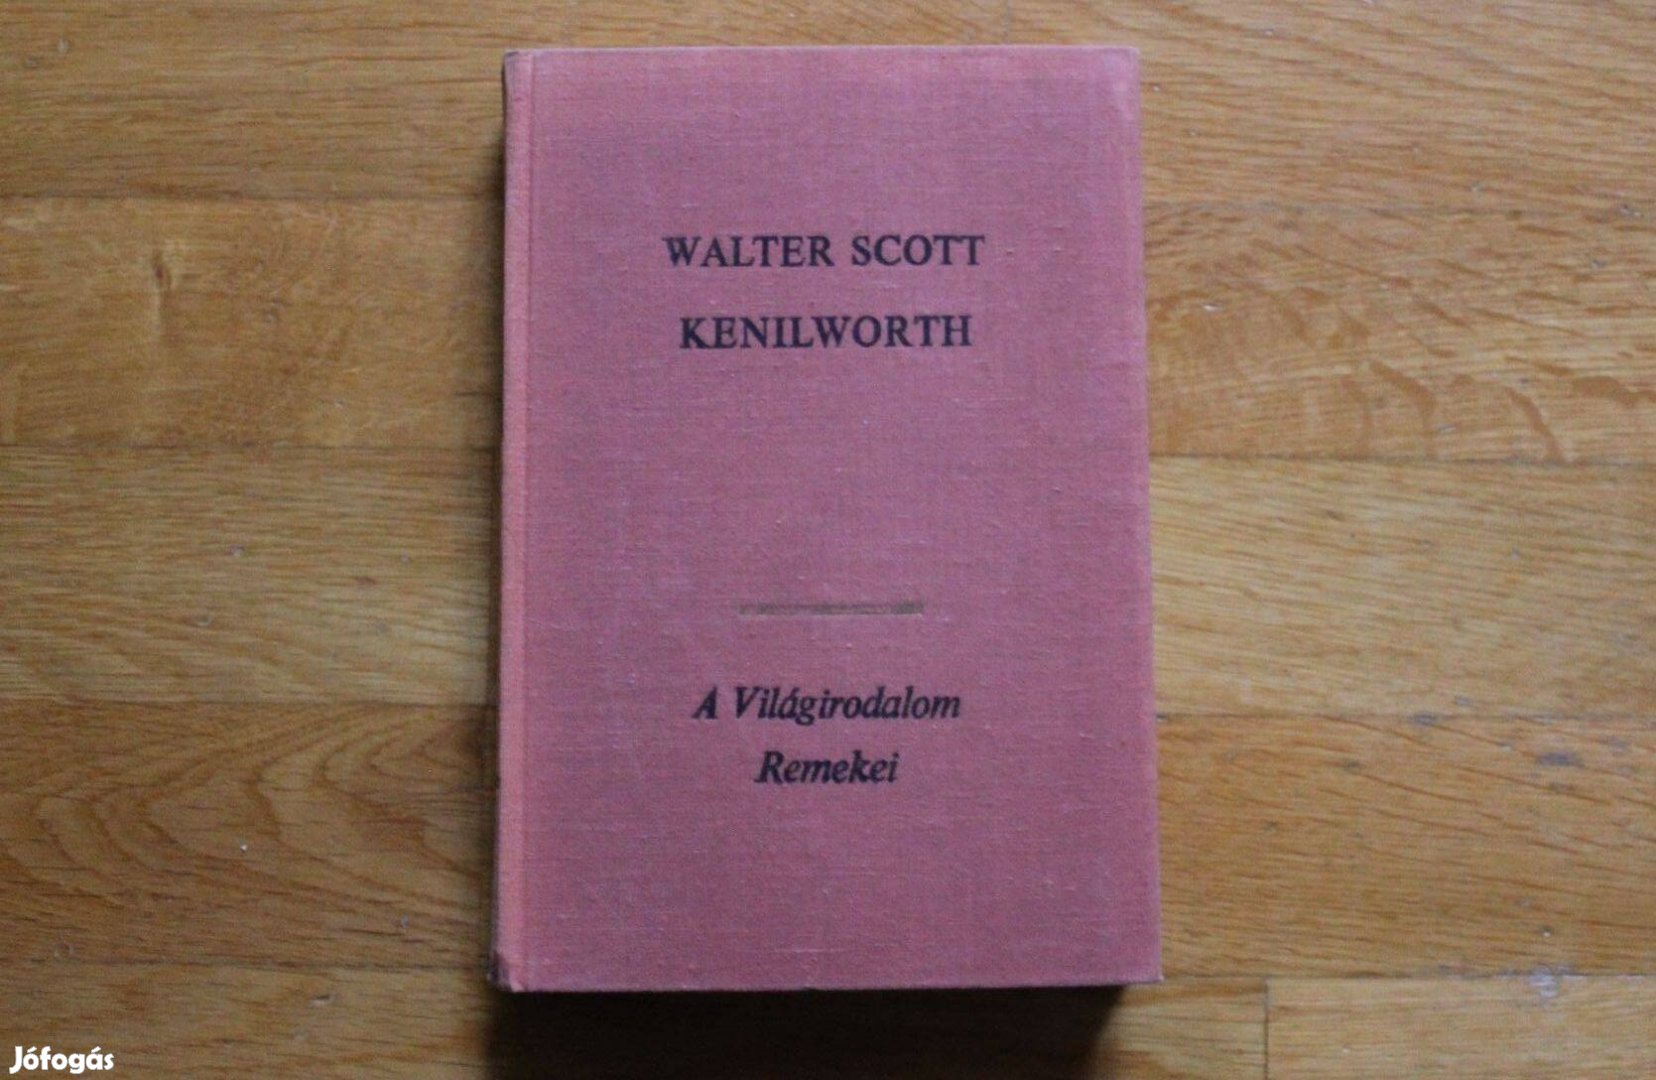 WALTER SCOTT
KENILWORTH
A Világirodalom
Remekei
Jófogás